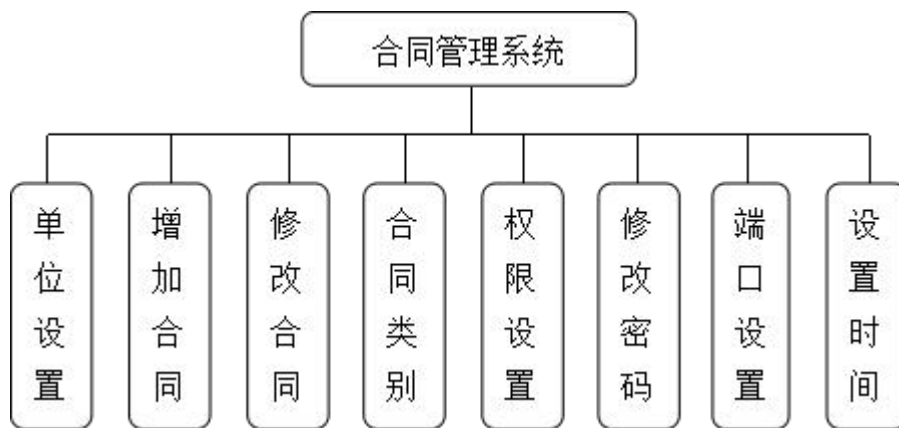 合同管理系统
单位设置
增加合同
修改合同
合同类别
权限设置
修改密码
端口设置
设置时间